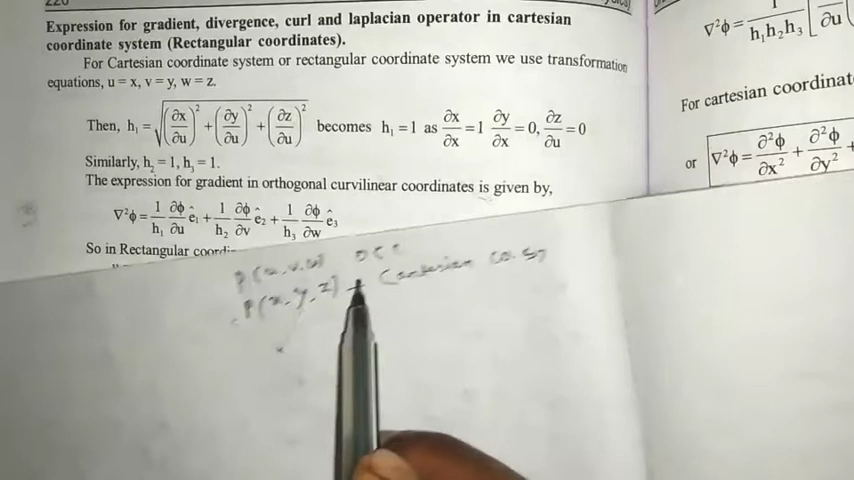 220
Expression for gradient, divergence, curl and laplacian operator in cartesian
coordinate system (Rectangular coordinates).
For Cartesian coordinate system or rectangular coordinate system we use transformation
equations, u = x, v = y, w = z.
Then, h₁ = √((∂x/∂u)² + (∂y/∂u)² + (∂z/∂u)²) becomes h₁ = 1 as ∂x/∂x = 1 ∂y/∂x = 0, ∂z/∂u = 0
Similarly, h₂ = 1, h₃ = 1.
The expression for gradient in orthogonal curvilinear coordinates is given by,
∇²ϕ = 1/h₁ ∂ϕ/∂u ê₁ + 1/h₂ ∂ϕ/∂v ê₂ + 1/h₃ ∂ϕ/∂w ê₃
So in Rectangular
P(u,v,w) OCC
P(x,y,z) Cartesian co.
∇²ϕ = 1/h₁h₂h₃ [ ∂u
For cartesian
or ∇²ϕ = ∂²ϕ/∂x² + ∂²ϕ/∂y² +